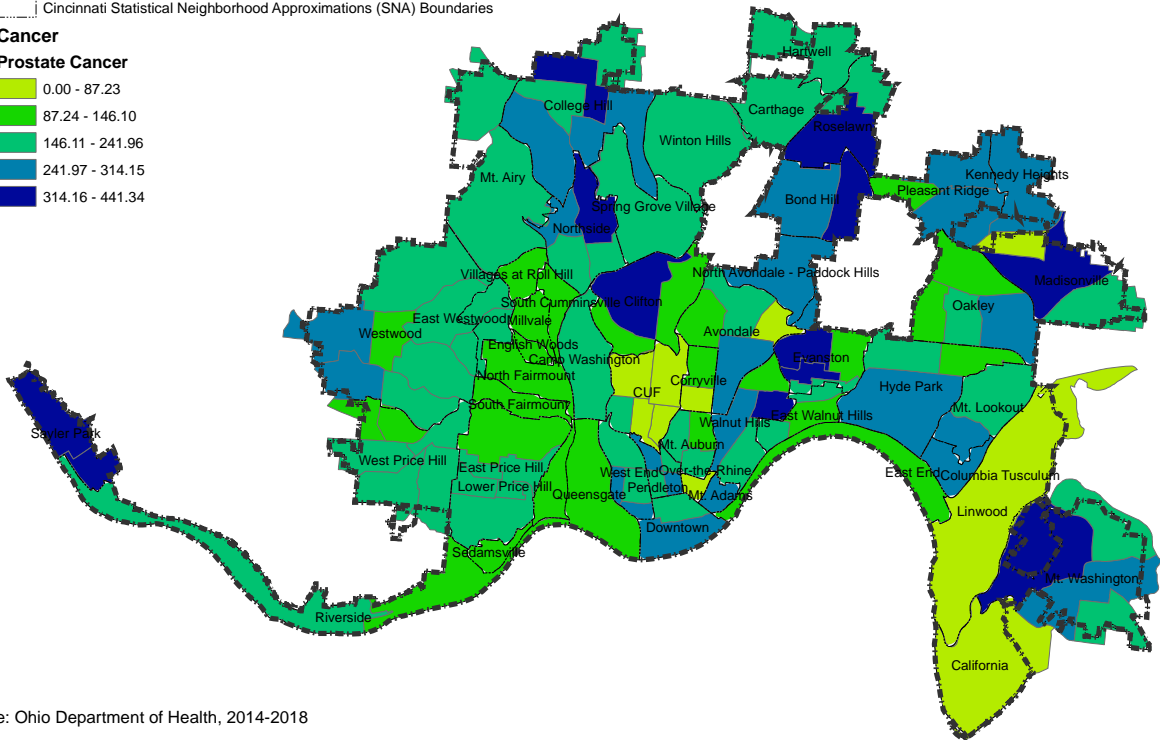 Cincinnati Statistical Neighborhood Approximations (SNA) Boundaries
Cancer
Prostate Cancer
0.00 - 87.23
87.24 - 146.10
146.11 - 241.96
241.97 - 314.15
314.16 - 441.34
Hartwell
College Hill
Carthage
Roselawn
Winton Hills
Mt. Airy
Kennedy Heights
Pleasant Ridge
Bond Hill
Spring Grove Village
Northside
Villages at Roll Hill
North Avondale - Paddock Hills
Madisonville
South Cumminsville
Clifton
Oakley
East Westwood
Millvale
Westwood
Avondale
English Woods
Camp Washington
Evanston
North Fairmount
Corryville
Hyde Park
CUF
South Fairmount
Mt. Lookout
East Walnut Hills
Walnut Hills
Sayler Park
Mt. Auburn
West Price Hill
East Price Hill
West End
Over-the-Rhine
East End
Columbia Tusculum
Lower Price Hill
Pendleton
Queensgate
Mt. Adams
Linwood
Downtown
Sedamsville
Mt. Washington
Riverside
California
e: Ohio Department of Health, 2014-2018